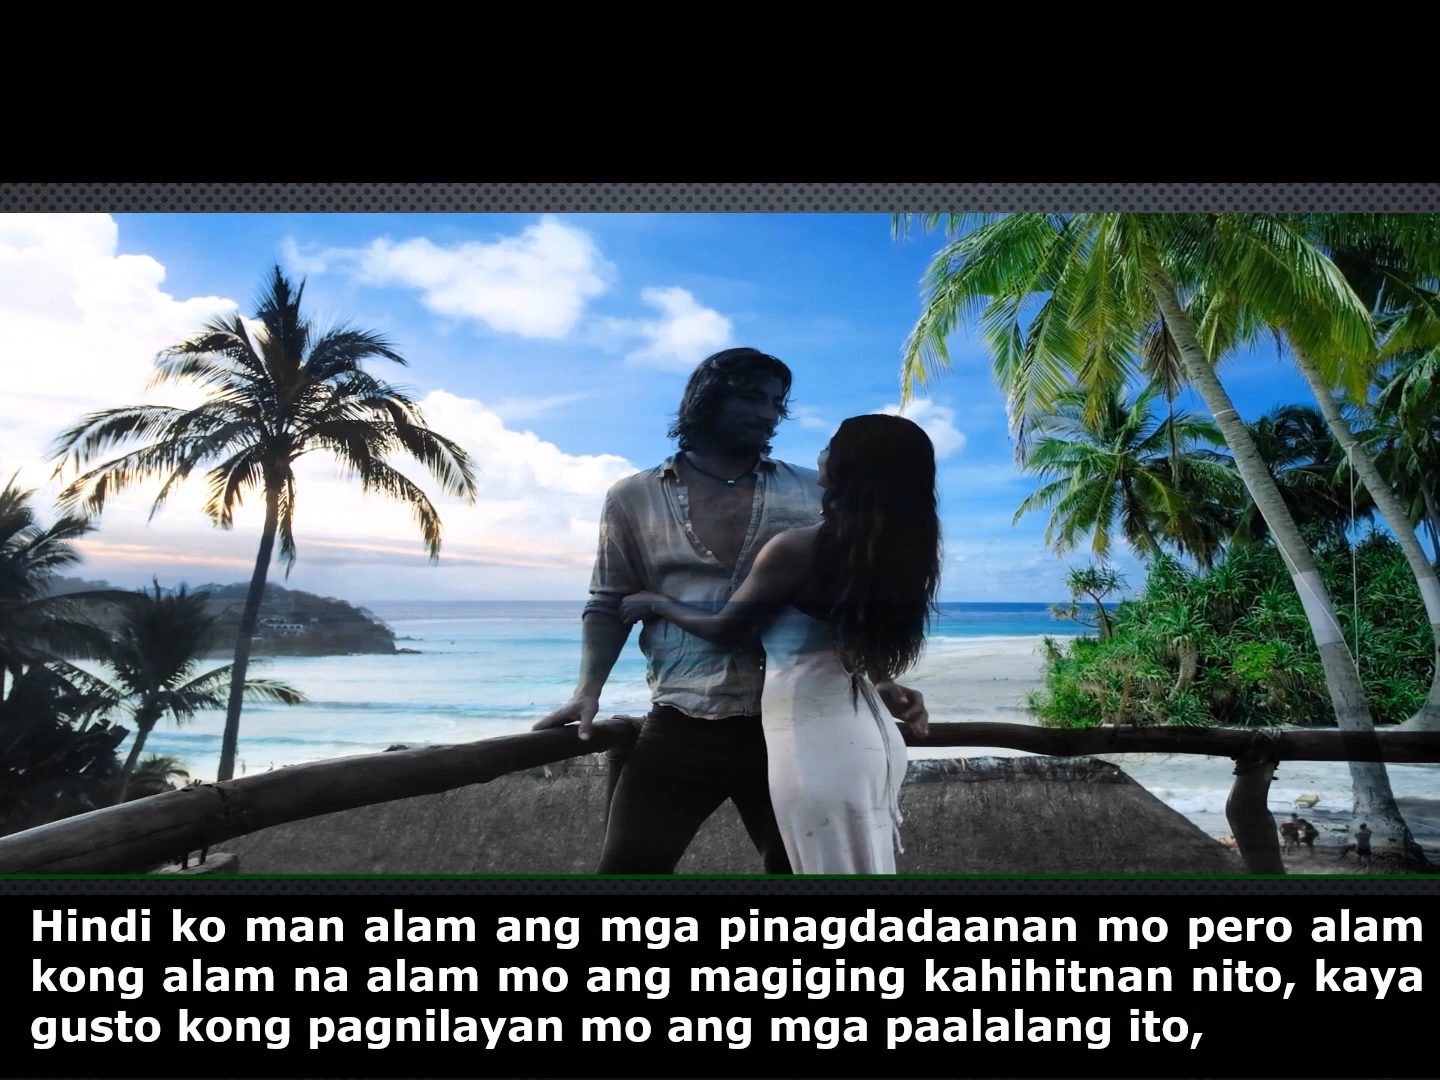 Hindi ko man alam ang mga pinagdadaanan mo pero alam
kong alam na alam mo ang magiging kahihitnan nito, kaya
gusto kong pagnilayan mo ang mga paalalang ito,